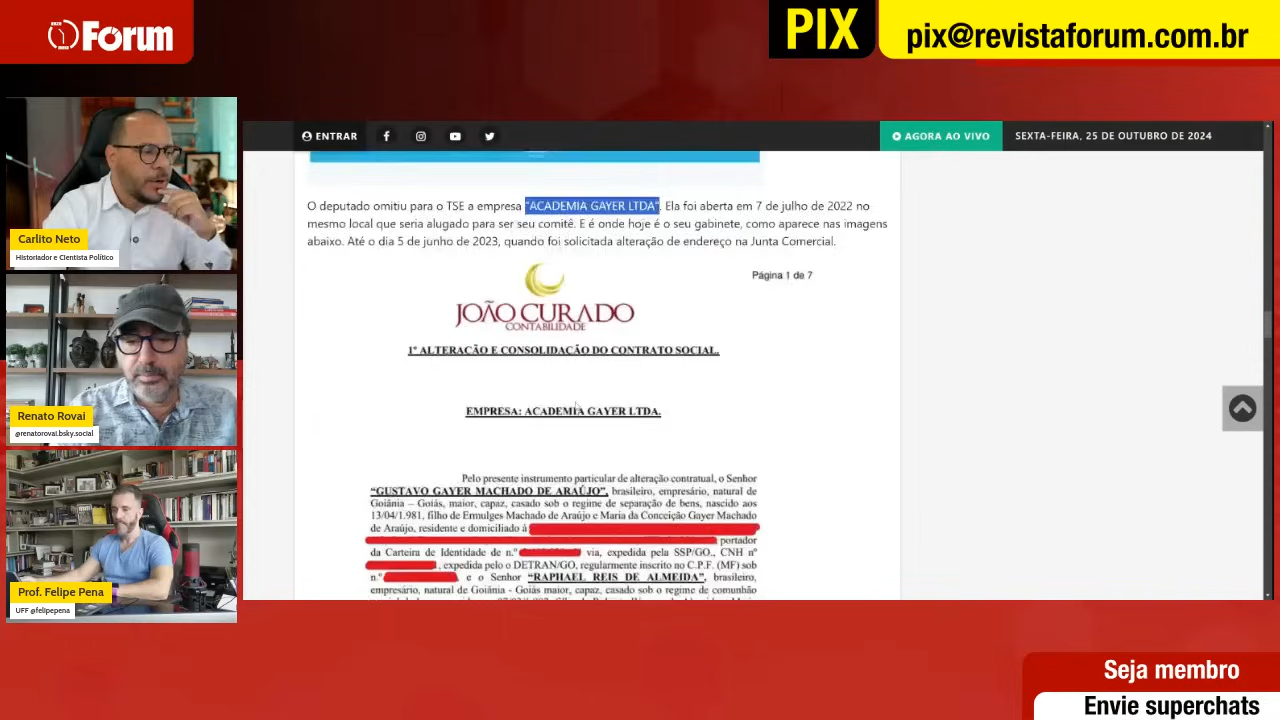 Forum
PIX
pix@revistaforum.com.br
ENTRAR
AGORA AO VIVO
SEXTA-FEIRA, 25 DE OUTUBRO DE 2024
O deputado omitiu para o TSE a empresa "ACADEMIA GAYER LTDA". Ela foi aberta em 7 de julho de 2022 no
mesmo local que seria alugado para ser seu comitê. E é onde hoje é o seu gabinete, como aparece nas imagens
abaixo. Até o dia 5 de junho de 2023, quando foi solicitada alteração de endereço na Junta Comercial.
Página 1 de 7
JOÃO CURADO
CONTABILIDADE
1º ALTERAÇÃO E CONSOLIDAÇÃO DO CONTRATO SOCIAL.
EMPRESA: ACADEMIA GAYER LTDA.
Pelo presente instrumento particular de alteração contratual, o Senhor
"GUSTAVO GAYER MACHADO DE ARAÚJO", brasileiro, empresário, natural de
Goiânia – Goiás, maior, capaz, casado sob o regime de separação de bens, nascido aos
13/04/1.981, filho de Ermulges Machado de Araújo e Maria da Conceição Gayer Machado
de Araújo, residente e domiciliado à
portador
da Carteira de Identidade de n.º via, expedida pela SSP/GO., CNH nº
, expedida pelo o DETRAN/GO, regularmente inscrito no C.P.F. (MF) sob
n.º e o Senhor "RAPHAEL REIS DE ALMEIDA", brasileiro,
empresário, natural de Goiânia - Goiás maior, capaz, casado sob o regime de comunhão
Carlito Neto
Historiador e Cientista Político
Renato Rovai
@renatorovai.bsky.social
Prof. Felipe Pena
UFF @felipepena
Seja membro
Envie superchats